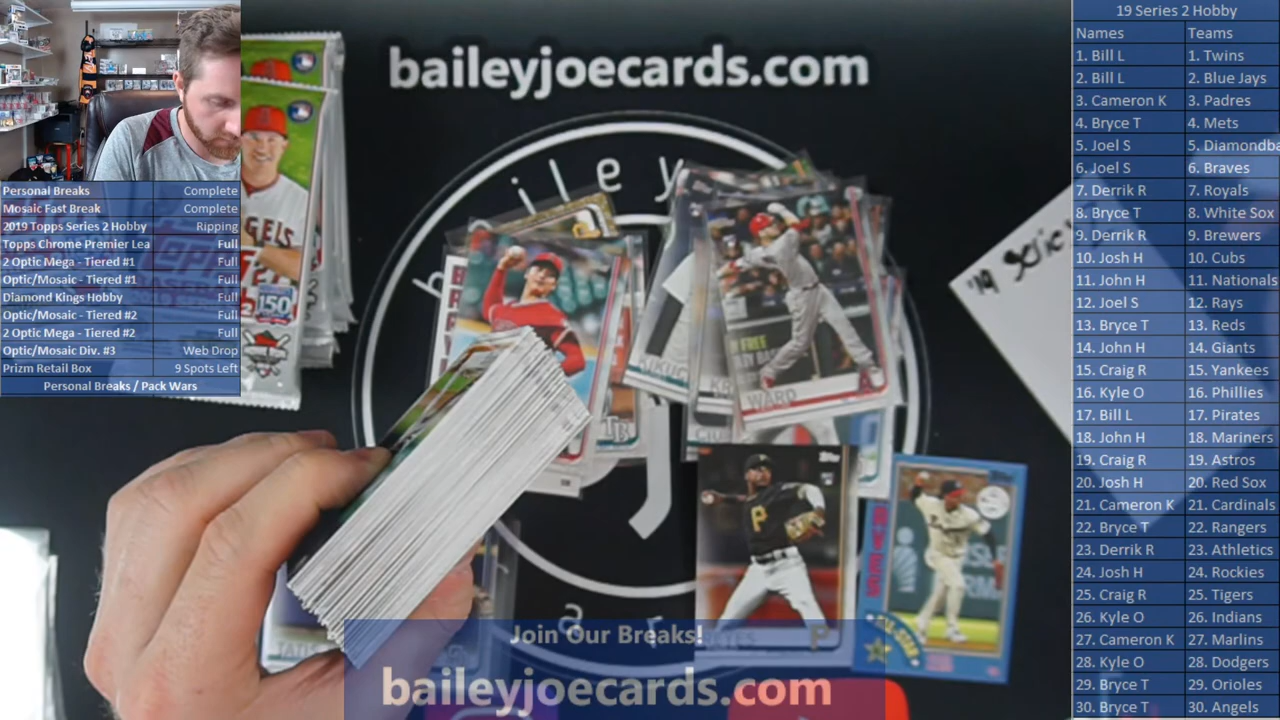 Personal Breaks Complete
Mosaic Fast Break Complete
2019 Topps Series 2 Hobby Ripping
Topps Chrome Premier Lea Full
2 Optic Mega - Tiered #1 Full
Optic/Mosaic - Tiered #1 Full
Diamond Kings Hobby Full
Optic/Mosaic - Tiered #2 Full
2 Optic Mega - Tiered #2 Full
Optic/Mosaic Div. #3 Web Drop
Prizm Retail Box 9 Spots Left
Personal Breaks / Pack Wars
baileyjoecards.com
b i l e y
ANGELS
150
WARD
TB
P
topps
'19 Series
a r
Join Our Breaks!
baileyjoecards.com
19 Series 2 Hobby
Names Teams
1. Bill L 1. Twins
2. Bill L 2. Blue Jays
3. Cameron K 3. Padres
4. Bryce T 4. Mets
5. Joel S 5. Diamondba
6. Joel S 6. Braves
7. Derrik R 7. Royals
8. Bryce T 8. White Sox
9. Derrik R 9. Brewers
10. Josh H 10. Cubs
11. John H 11. Nationals
12. Joel S 12. Rays
13. Bryce T 13. Reds
14. John H 14. Giants
15. Craig R 15. Yankees
16. Kyle O 16. Phillies
17. Bill L 17. Pirates
18. John H 18. Mariners
19. Craig R 19. Astros
20. Josh H 20. Red Sox
21. Cameron K 21. Cardinals
22. Bryce T 22. Rangers
23. Derrik R 23. Athletics
24. Josh H 24. Rockies
25. Craig R 25. Tigers
26. Kyle O 26. Indians
27. Cameron K 27. Marlins
28. Kyle O 28. Dodgers
29. Bryce T 29. Orioles
30. Bryce T 30. Angels